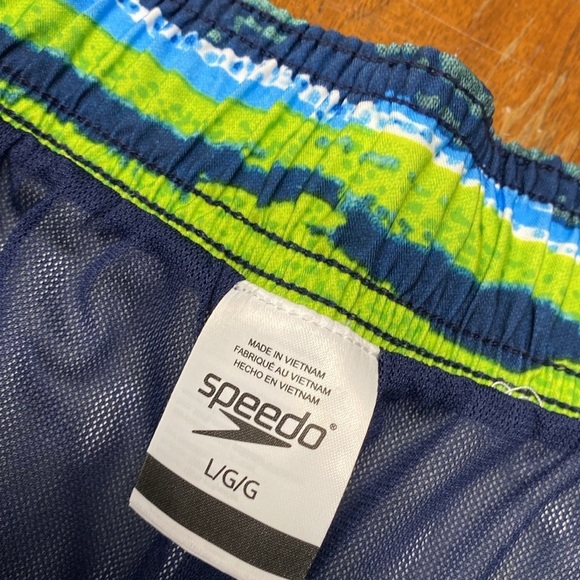 MADE IN VIETNAM
FABRIQUÉ AU VIETNAM
HECHO EN VIETNAM
speedo®
L/G/G